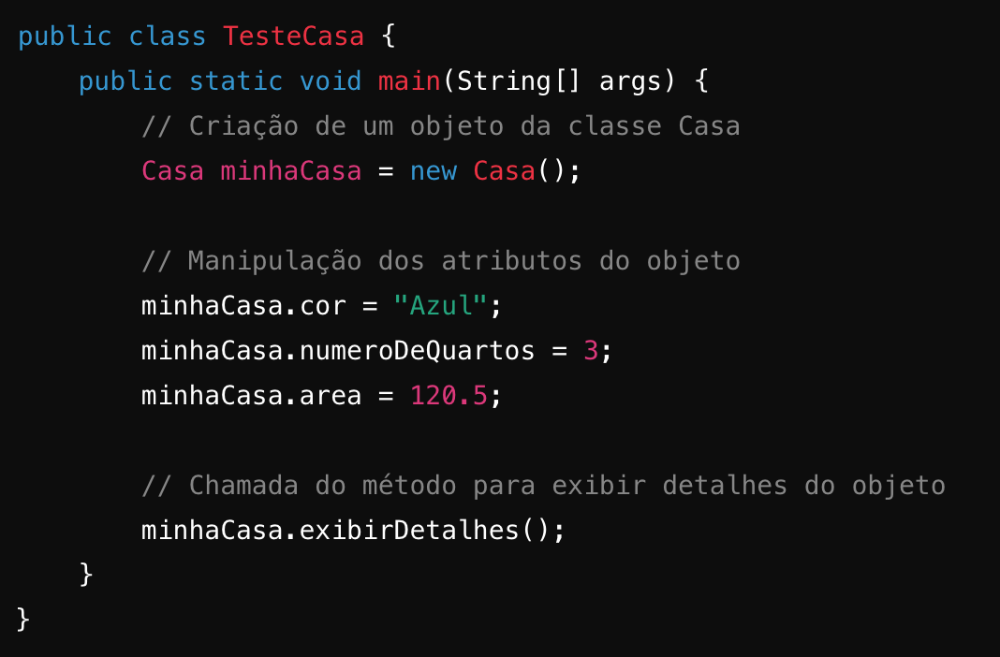 public class TesteCasa {
    public static void main(String[] args) {
        // Criação de um objeto da classe Casa
        Casa minhaCasa = new Casa();

        // Manipulação dos atributos do objeto
        minhaCasa.cor = "Azul";
        minhaCasa.numeroDeQuartos = 3;
        minhaCasa.area = 120.5;

        // Chamada do método para exibir detalhes do objeto
        minhaCasa.exibirDetalhes();
    }
}